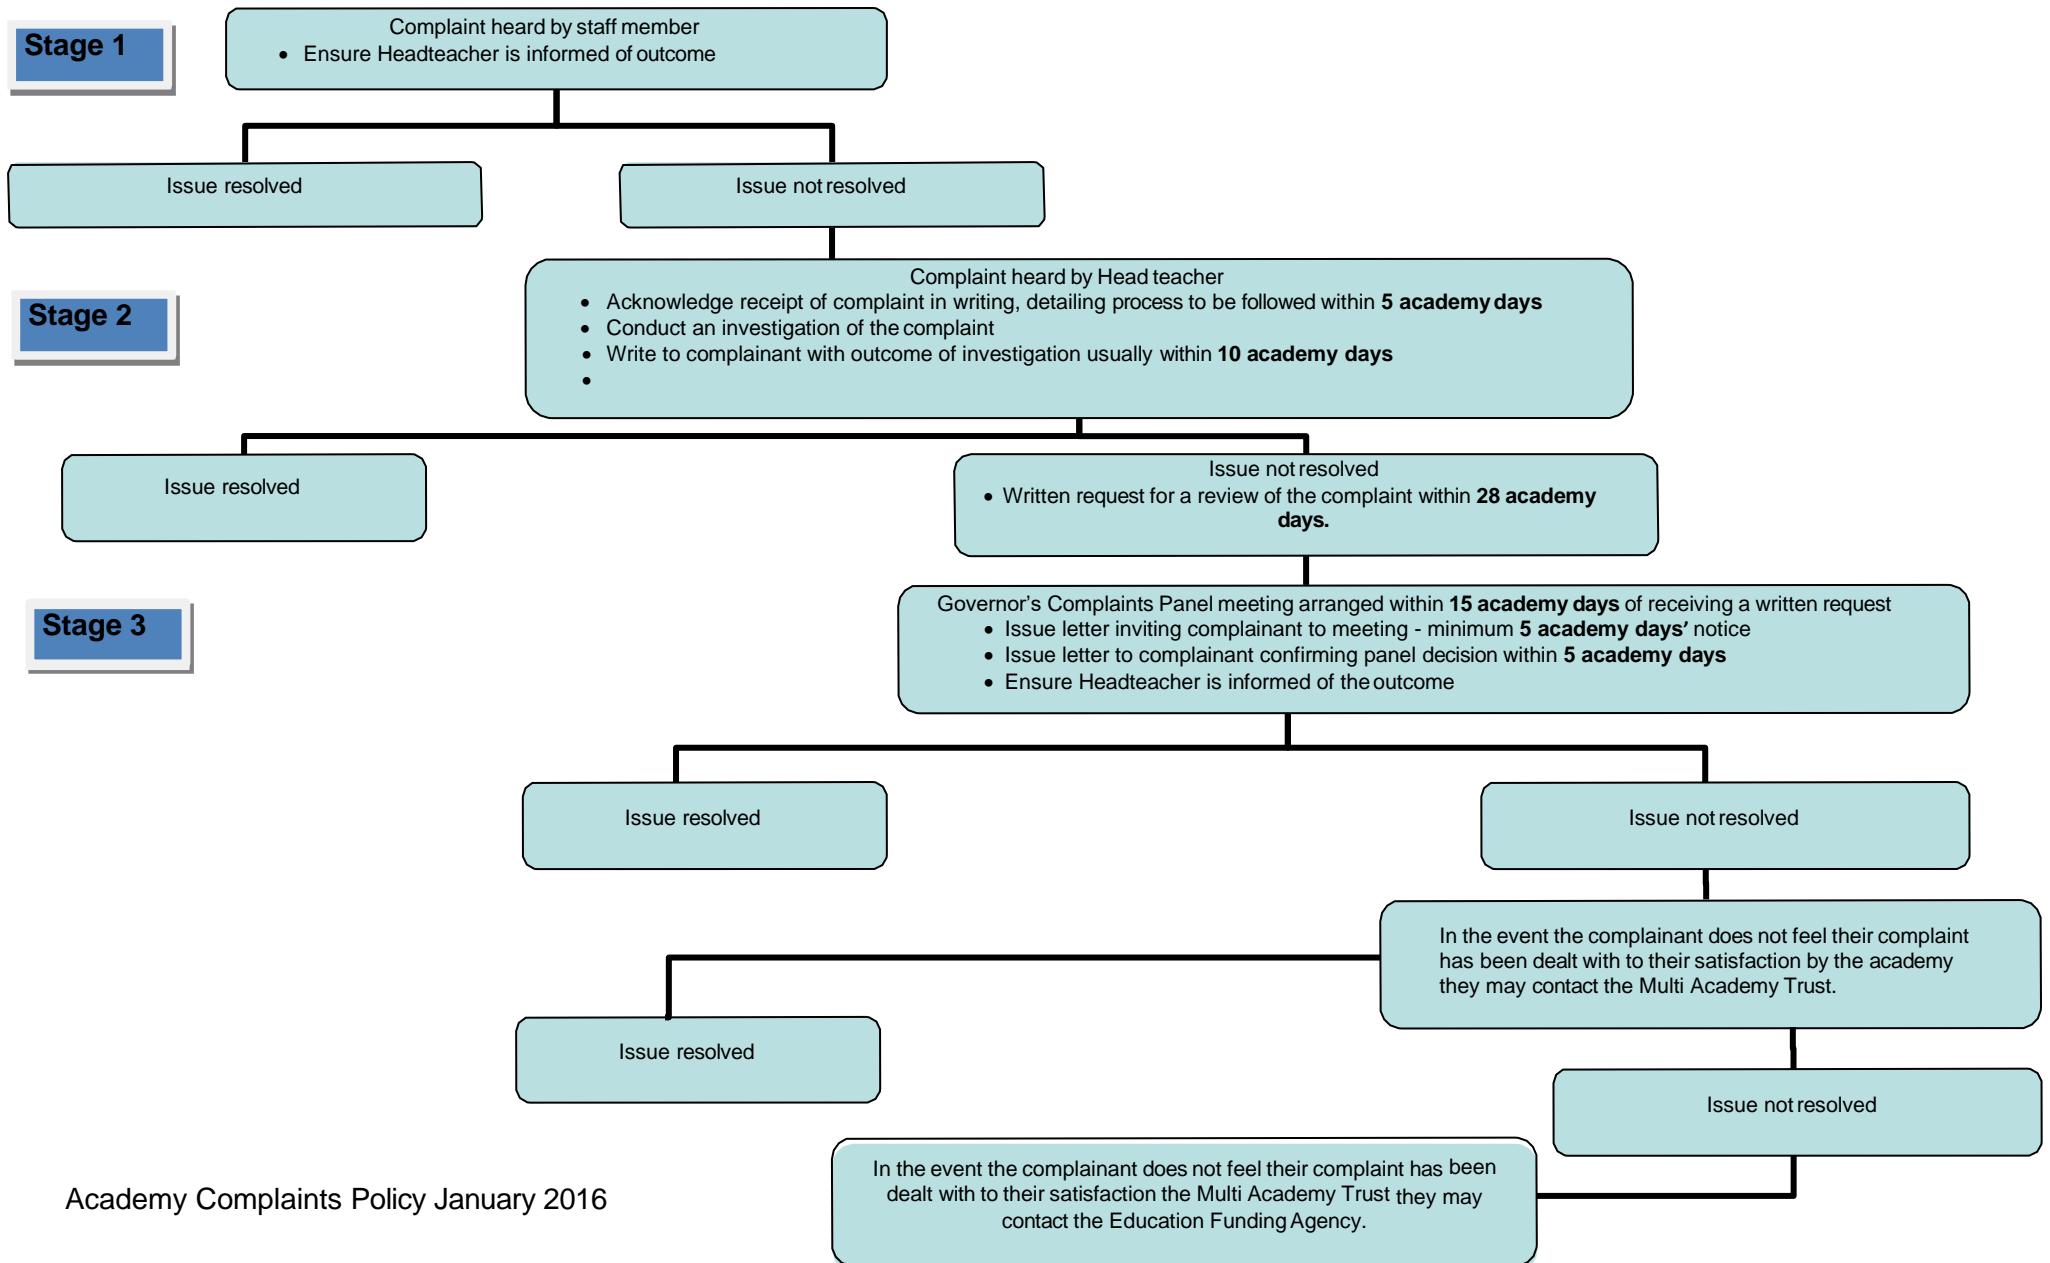 Stage 1
Complaint heard by staff member
• Ensure Headteacher is informed of outcome
Issue resolved
Issue not resolved
Stage 2
Complaint heard by Head teacher
• Acknowledge receipt of complaint in writing, detailing process to be followed within 5 academy days
• Conduct an investigation of the complaint
• Write to complainant with outcome of investigation usually within 10 academy days
•
Issue resolved
Issue not resolved
• Written request for a review of the complaint within 28 academy
days.
Stage 3
Governor’s Complaints Panel meeting arranged within 15 academy days of receiving a written request
• Issue letter inviting complainant to meeting - minimum 5 academy days’ notice
• Issue letter to complainant confirming panel decision within 5 academy days
• Ensure Headteacher is informed of the outcome
Issue resolved
Issue not resolved
In the event the complainant does not feel their complaint
has been dealt with to their satisfaction by the academy
they may contact the Multi Academy Trust.
Issue resolved
Issue not resolved
In the event the complainant does not feel their complaint has been
dealt with to their satisfaction the Multi Academy Trust they may
contact the Education Funding Agency.
Academy Complaints Policy January 2016